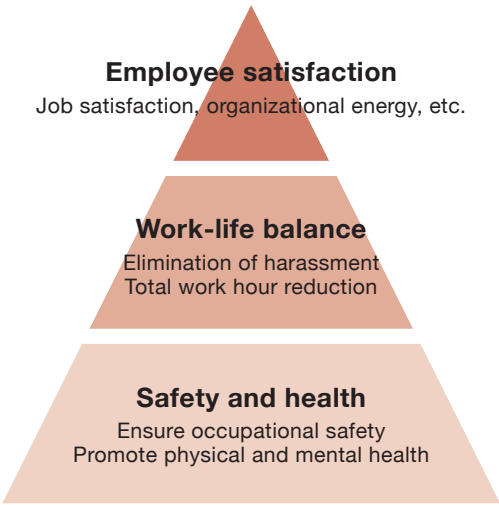 Employee satisfaction
Job satisfaction, organizational energy, etc.
Work-life balance
Elimination of harassment
Total work hour reduction
Safety and health
Ensure occupational safety
Promote physical and mental health